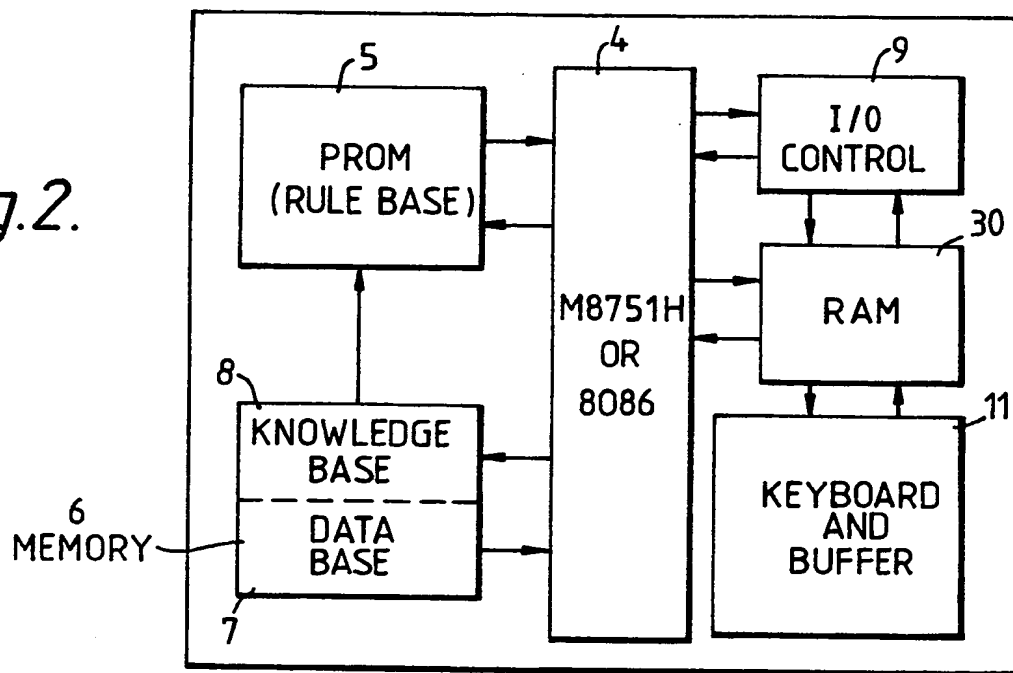 g.2.
5
PROM
(RULE BASE)
4
M8751H
OR
8086
9
I/O
CONTROL
30
RAM
8
KNOWLEDGE
BASE
DATA
BASE
7
6
MEMORY
11
KEYBOARD
AND
BUFFER